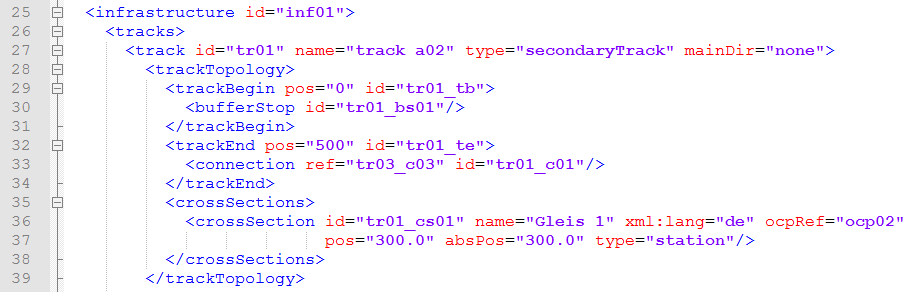 25 <infrastructure id="inf01">
26 <tracks>
27 <track id="tr01" name="track a02" type="secondaryTrack" mainDir="none">
28 <trackTopology>
29 <trackBegin pos="0" id="tr01_tb">
30 <bufferStop id="tr01_bs01"/>
31 </trackBegin>
32 <trackEnd pos="500" id="tr01_te">
33 <connection ref="tr03_c03" id="tr01_c01"/>
34 </trackEnd>
35 <crossSections>
36 <crossSection id="tr01_cs01" name="Gleis 1" xml:lang="de" ocpRef="ocp02"
37 pos="300.0" absPos="300.0" type="station"/>
38 </crossSections>
39 </trackTopology>